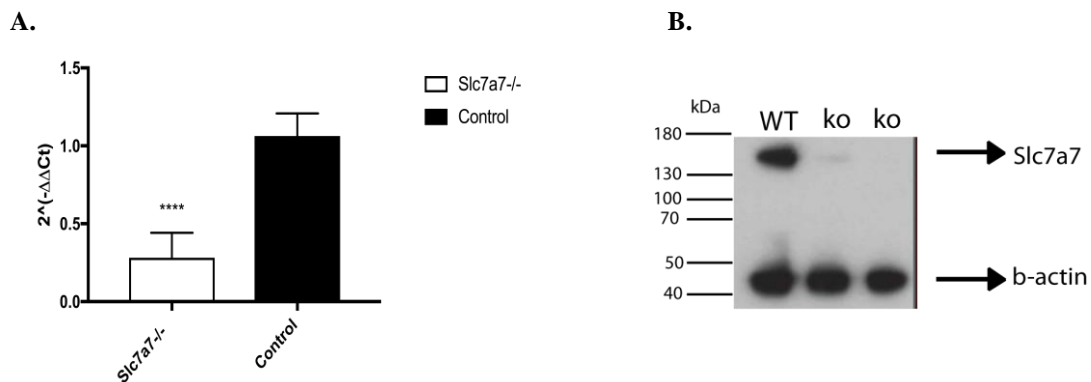 A.
B.
1.5
1.0
0.5
0.0
2^(-ΔΔCt)
****
Slc7a7-/-
Control
Slc7a7-/-
Control
kDa
WT ko ko
180
130
100
70
50
40
Slc7a7
b-actin